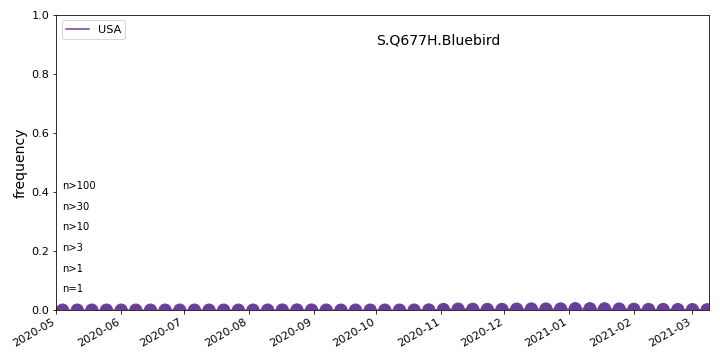 USA
S.Q677H.Bluebird
frequency
1.0
0.8
0.6
0.4
0.2
0.0
n>100
n>30
n>10
n>3
n>1
n=1
2020-05
2020-06
2020-07
2020-08
2020-09
2020-10
2020-11
2020-12
2021-01
2021-02
2021-03